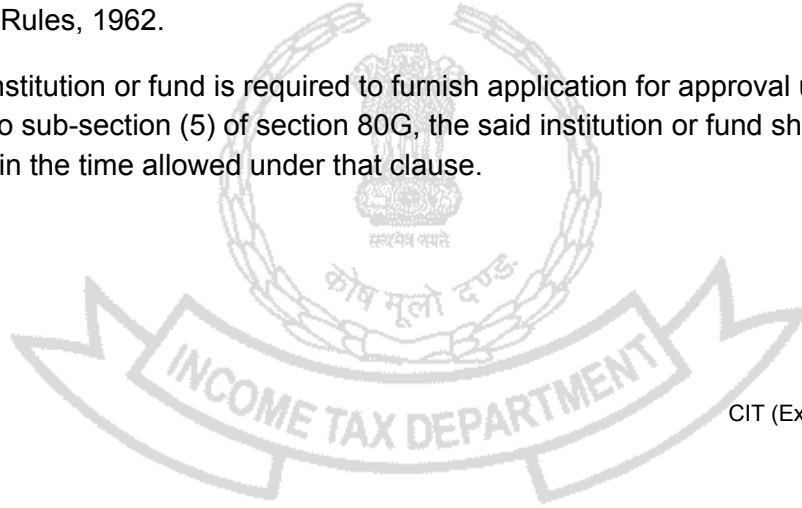 Rules, 1962.
nstitution or fund is required to furnish application for approval u
o sub-section (5) of section 80G, the said institution or fund sh
in the time allowed under that clause.
सत्यमेव जयते
कोष मूलो दण्डः
INCOME TAX DEPARTMENT
CIT (Ex